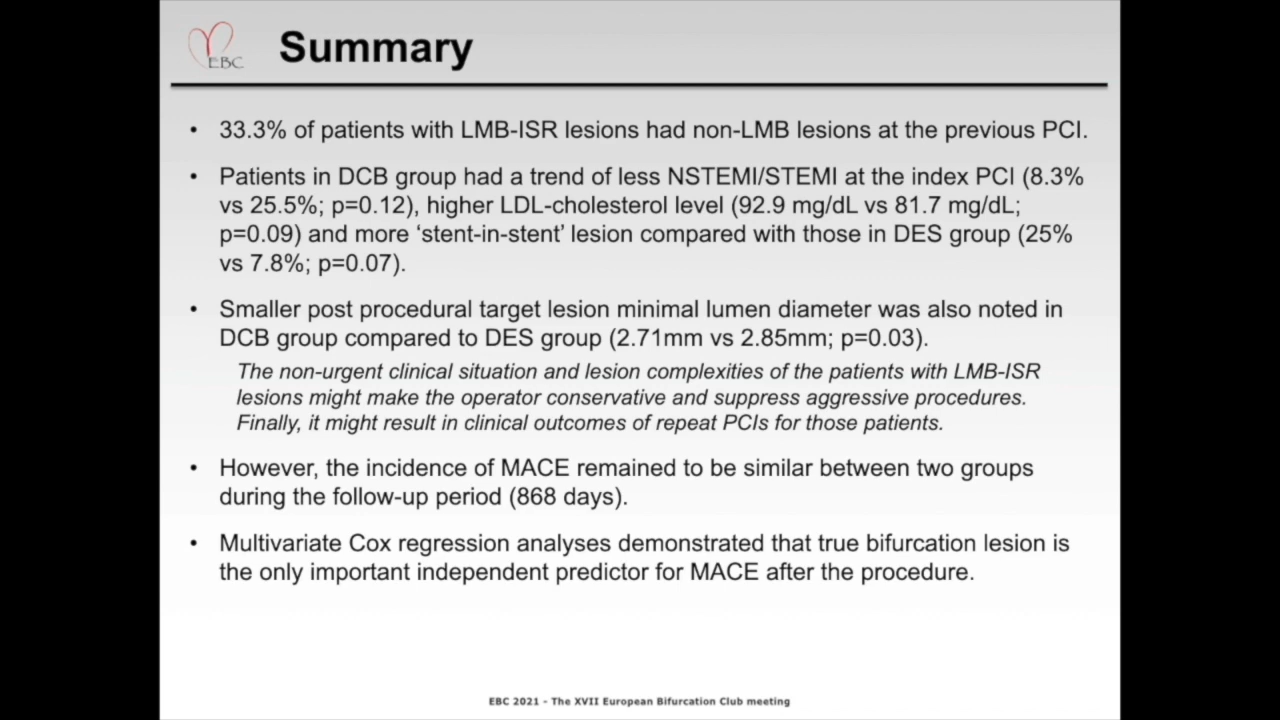 EBC
Summary
• 33.3% of patients with LMB-ISR lesions had non-LMB lesions at the previous PCI.
• Patients in DCB group had a trend of less NSTEMI/STEMI at the index PCI (8.3%
vs 25.5%; p=0.12), higher LDL-cholesterol level (92.9 mg/dL vs 81.7 mg/dL;
p=0.09) and more ‘stent-in-stent’ lesion compared with those in DES group (25%
vs 7.8%; p=0.07).
• Smaller post procedural target lesion minimal lumen diameter was also noted in
DCB group compared to DES group (2.71mm vs 2.85mm; p=0.03).
The non-urgent clinical situation and lesion complexities of the patients with LMB-ISR
lesions might make the operator conservative and suppress aggressive procedures.
Finally, it might result in clinical outcomes of repeat PCIs for those patients.
• However, the incidence of MACE remained to be similar between two groups
during the follow-up period (868 days).
• Multivariate Cox regression analyses demonstrated that true bifurcation lesion is
the only important independent predictor for MACE after the procedure.
EBC 2021 - The XVII European Bifurcation Club meeting